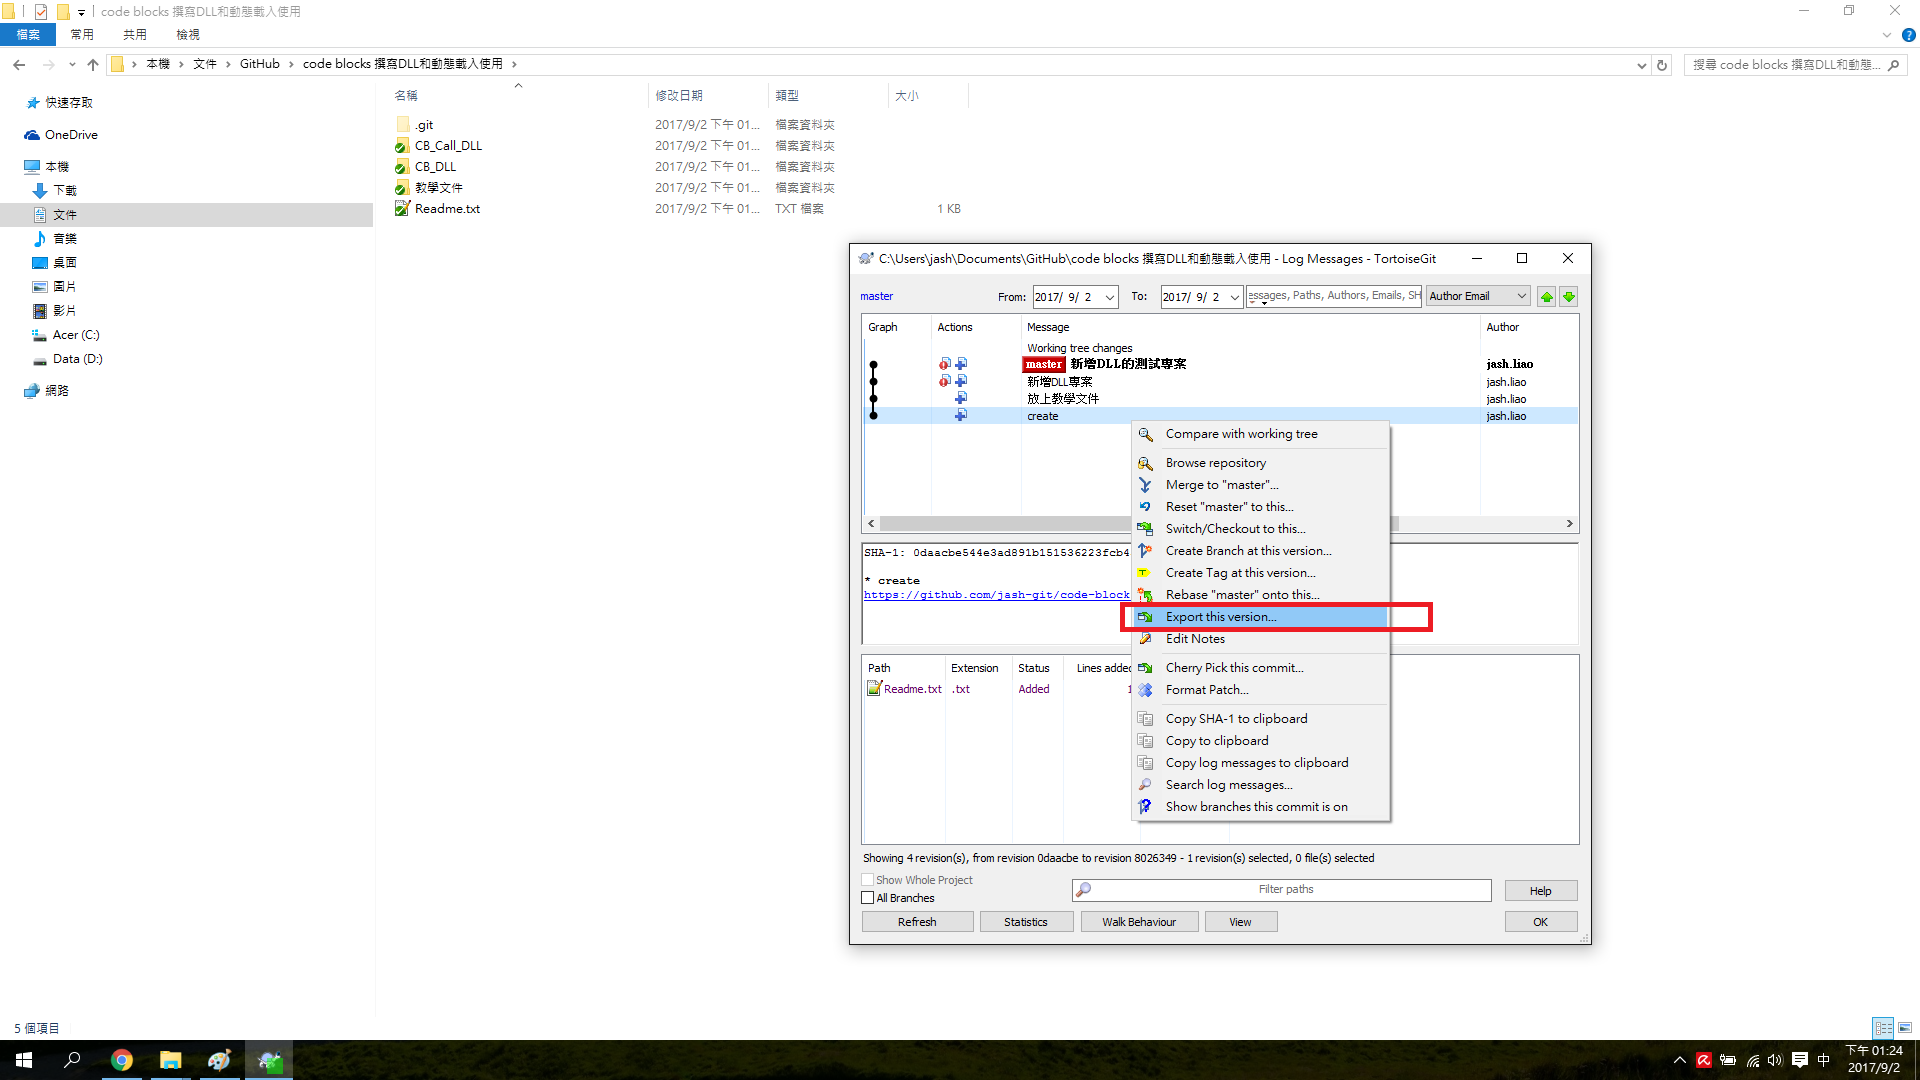 code blocks 撰寫DLL和動態載入使用
檔案 常用 共用 檢視
本機 文件 GitHub code blocks 撰寫DLL和動態載入使用
搜尋 code blocks 撰寫DLL和動態...
快速存取
OneDrive
本機
下載
文件
音樂
桌面
圖片
影片
Acer (C:)
Data (D:)
網路
名稱 修改日期 類型 大小
.git 2017/9/2 下午 01... 檔案資料夾
CB_Call_DLL 2017/9/2 下午 01... 檔案資料夾
CB_DLL 2017/9/2 下午 01... 檔案資料夾
教學文件 2017/9/2 下午 01... 檔案資料夾
Readme.txt 2017/9/2 下午 01... TXT 檔案 1 KB
C:\Users\jash\Documents\GitHub\code blocks 撰寫DLL和動態載入使用 - Log Messages - TortoiseGit
master From: 2017/ 9/ 2 To: 2017/ 9/ 2 essages, Paths, Authors, Emails, SH Author Email
Graph Actions Message Author
Working tree changes
master 新增DLL的測試專案 jash.liao
新增DLL專案 jash.liao
放上教學文件 jash.liao
create jash.liao
SHA-1: 0daacbe544e3ad891b151536223fcb4
* create
https://github.com/jash-git/code-block
Compare with working tree
Browse repository
Merge to "master"...
Reset "master" to this...
Switch/Checkout to this...
Create Branch at this version...
Create Tag at this version...
Rebase "master" onto this...
Export this version...
Edit Notes
Cherry Pick this commit...
Format Patch...
Copy SHA-1 to clipboard
Copy to clipboard
Copy log messages to clipboard
Search log messages...
Show branches this commit is on
Path Extension Status Lines added
Readme.txt .txt Added 1
Showing 4 revision(s), from revision 0daacbe to revision 8026349 - 1 revision(s) selected, 0 file(s) selected
Show Whole Project
All Branches
Filter paths
Help
Refresh Statistics Walk Behaviour View OK
5 個項目
中
下午 01:24
2017/9/2